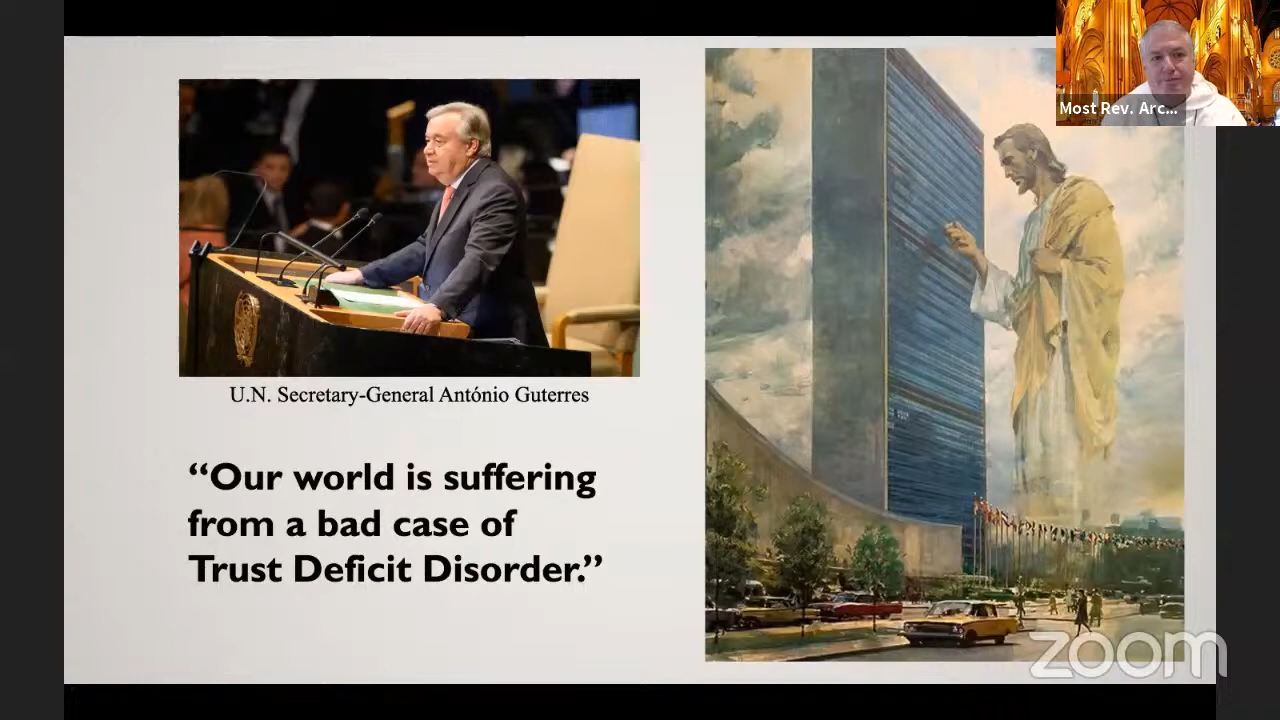 Most Rev. Arc...
U.N. Secretary-General António Guterres
“Our world is suffering
from a bad case of
Trust Deficit Disorder.”
zoom